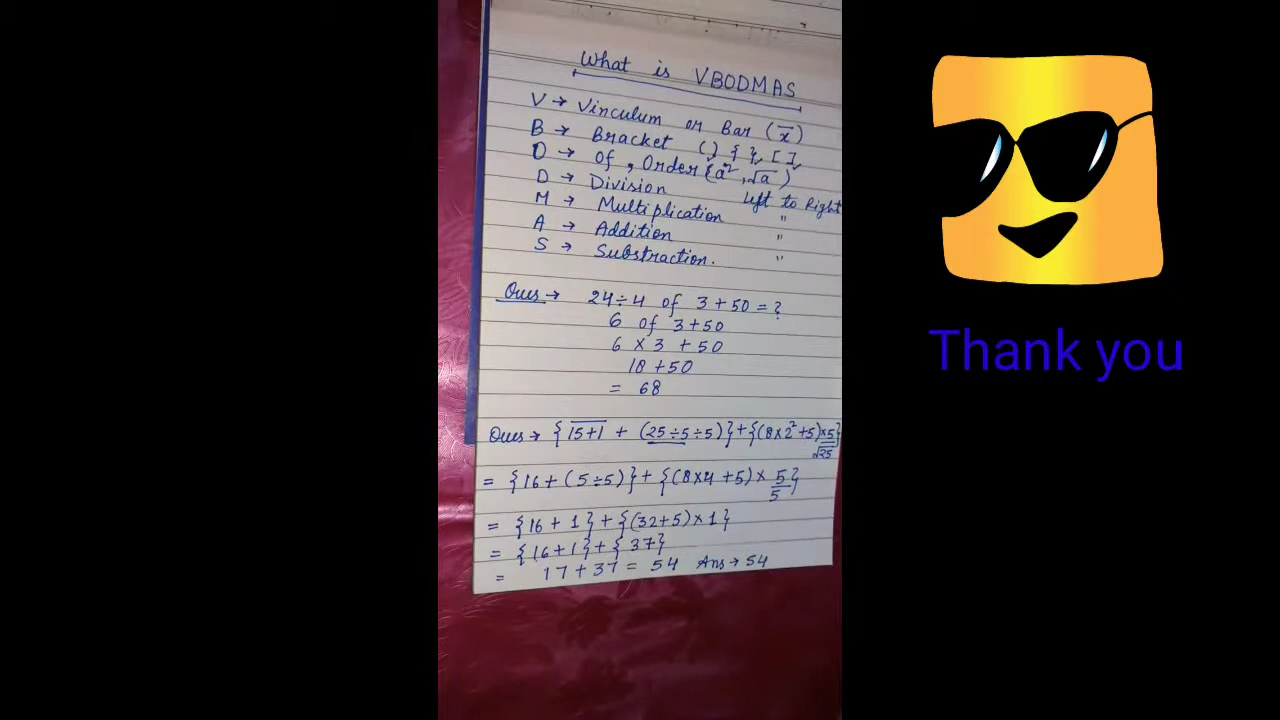 What is VBODMAS
V → Vinculum or Bar (x̅)
B → Bracket () { }, [ ]
O → Of, Order (a², √a)
D → Division Left to Right
M → Multiplication "
A → Addition "
S → Substraction. "
Ques → 24÷4 of 3+50 = ?
6 of 3+50
6 × 3 + 50
18 + 50
= 68
Ques → {1̅5̅+̅1̅ + (25÷5÷5)} + {(8×2²+5)×5/√25}
= {16+(5÷5)} + {(8×4+5)× 5/5}
= {16+1} + {(32+5)×1}
= {16+1} + {37}
= 17+37 = 54 Ans → 54
Thank you